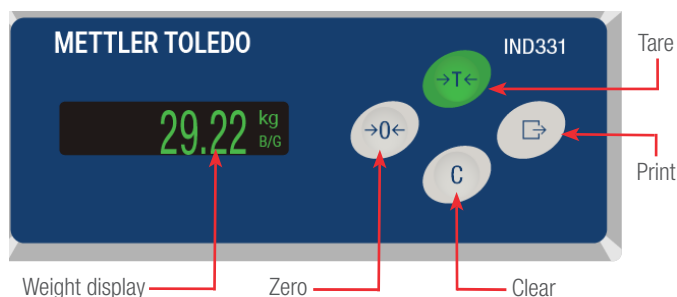 METTLER TOLEDO
IND331
Tare
→T←
29.22 kg
B/G
→0←
C
Print
Weight display
Zero
Clear